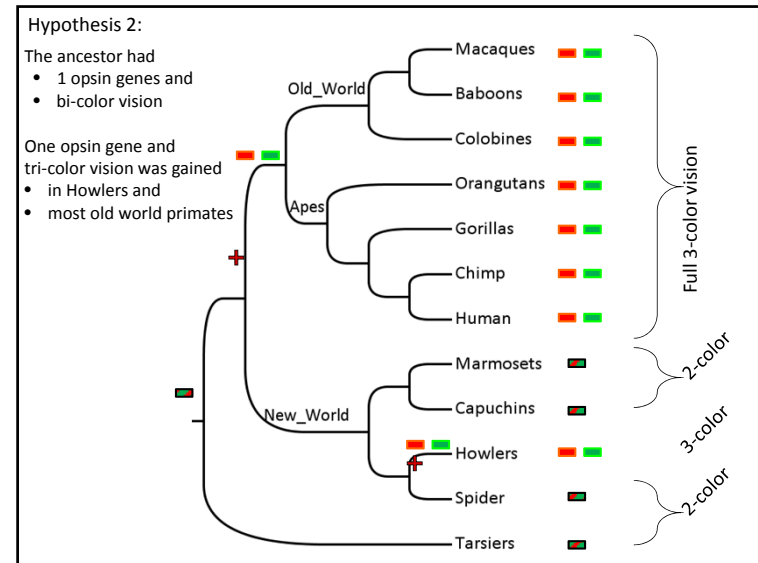 Hypothesis 2:
The ancestor had
• 1 opsin genes and
• bi-color vision
One opsin gene and
tri-color vision was gained
• in Howlers and
• most old world primates
Old_World
Apes
New_World
Macaques
Baboons
Colobines
Orangutans
Gorillas
Chimp
Human
Marmosets
Capuchins
Howlers
Spider
Tarsiers
Full 3-color vision
2-color
3-color
2-color